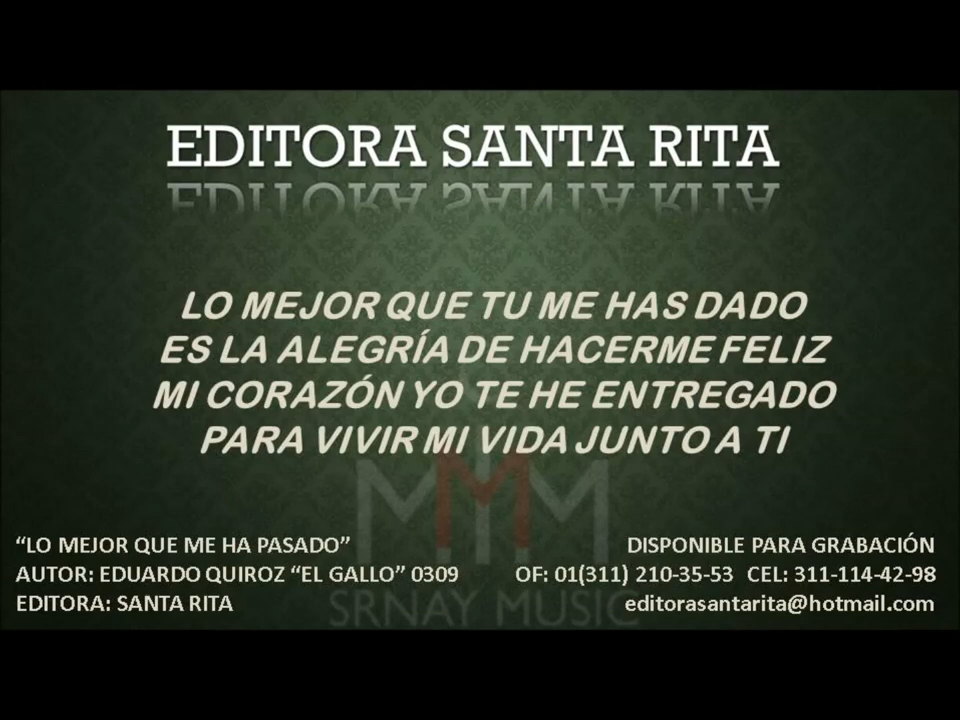 EDITORA SANTA RITA
LO MEJOR QUE TU ME HAS DADO
ES LA ALEGRÍA DE HACERME FELIZ
MI CORAZÓN YO TE HE ENTREGADO
PARA VIVIR MI VIDA JUNTO A TI
“LO MEJOR QUE ME HA PASADO”
AUTOR: EDUARDO QUIROZ “EL GALLO” 0309
EDITORA: SANTA RITA
DISPONIBLE PARA GRABACIÓN
OF: 01(311) 210-35-53 CEL: 311-114-42-98
editorasantarita@hotmail.com
SRNAY MUSIC